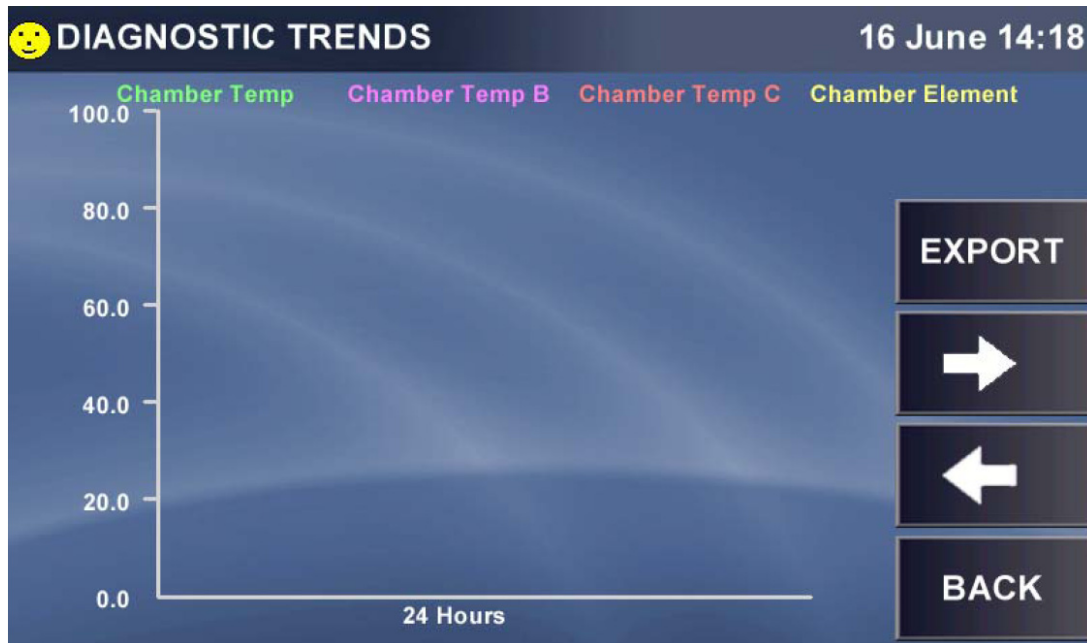 DIAGNOSTIC TRENDS
16 June 14:18
Chamber Temp
Chamber Temp B
Chamber Temp C
Chamber Element
100.0
80.0
60.0
40.0
20.0
0.0
24 Hours
EXPORT
BACK